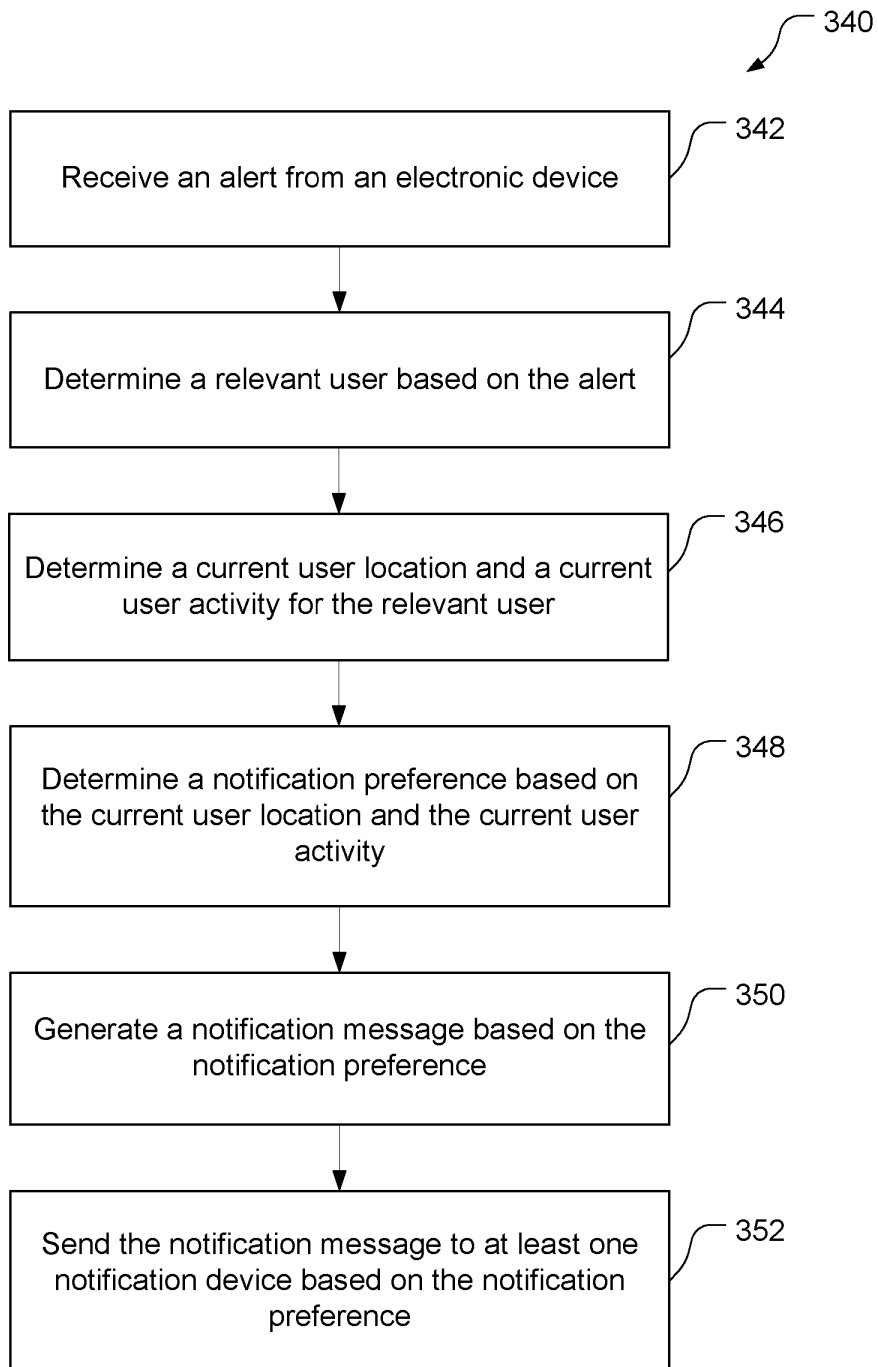 340
342
Receive an alert from an electronic device
344
Determine a relevant user based on the alert
346
Determine a current user location and a current
user activity for the relevant user
348
Determine a notification preference based on
the current user location and the current user
activity
350
Generate a notification message based on the
notification preference
352
Send the notification message to at least one
notification device based on the notification
preference